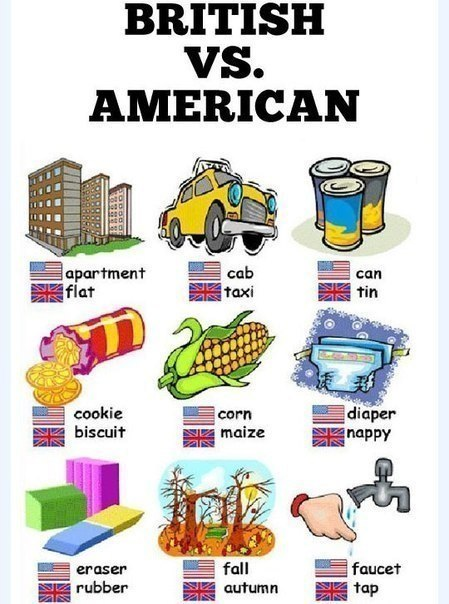 BRITISH
VS.
AMERICAN
apartment
flat
cab
taxi
can
tin
cookie
biscuit
corn
maize
diaper
nappy
eraser
rubber
fall
autumn
faucet
tap